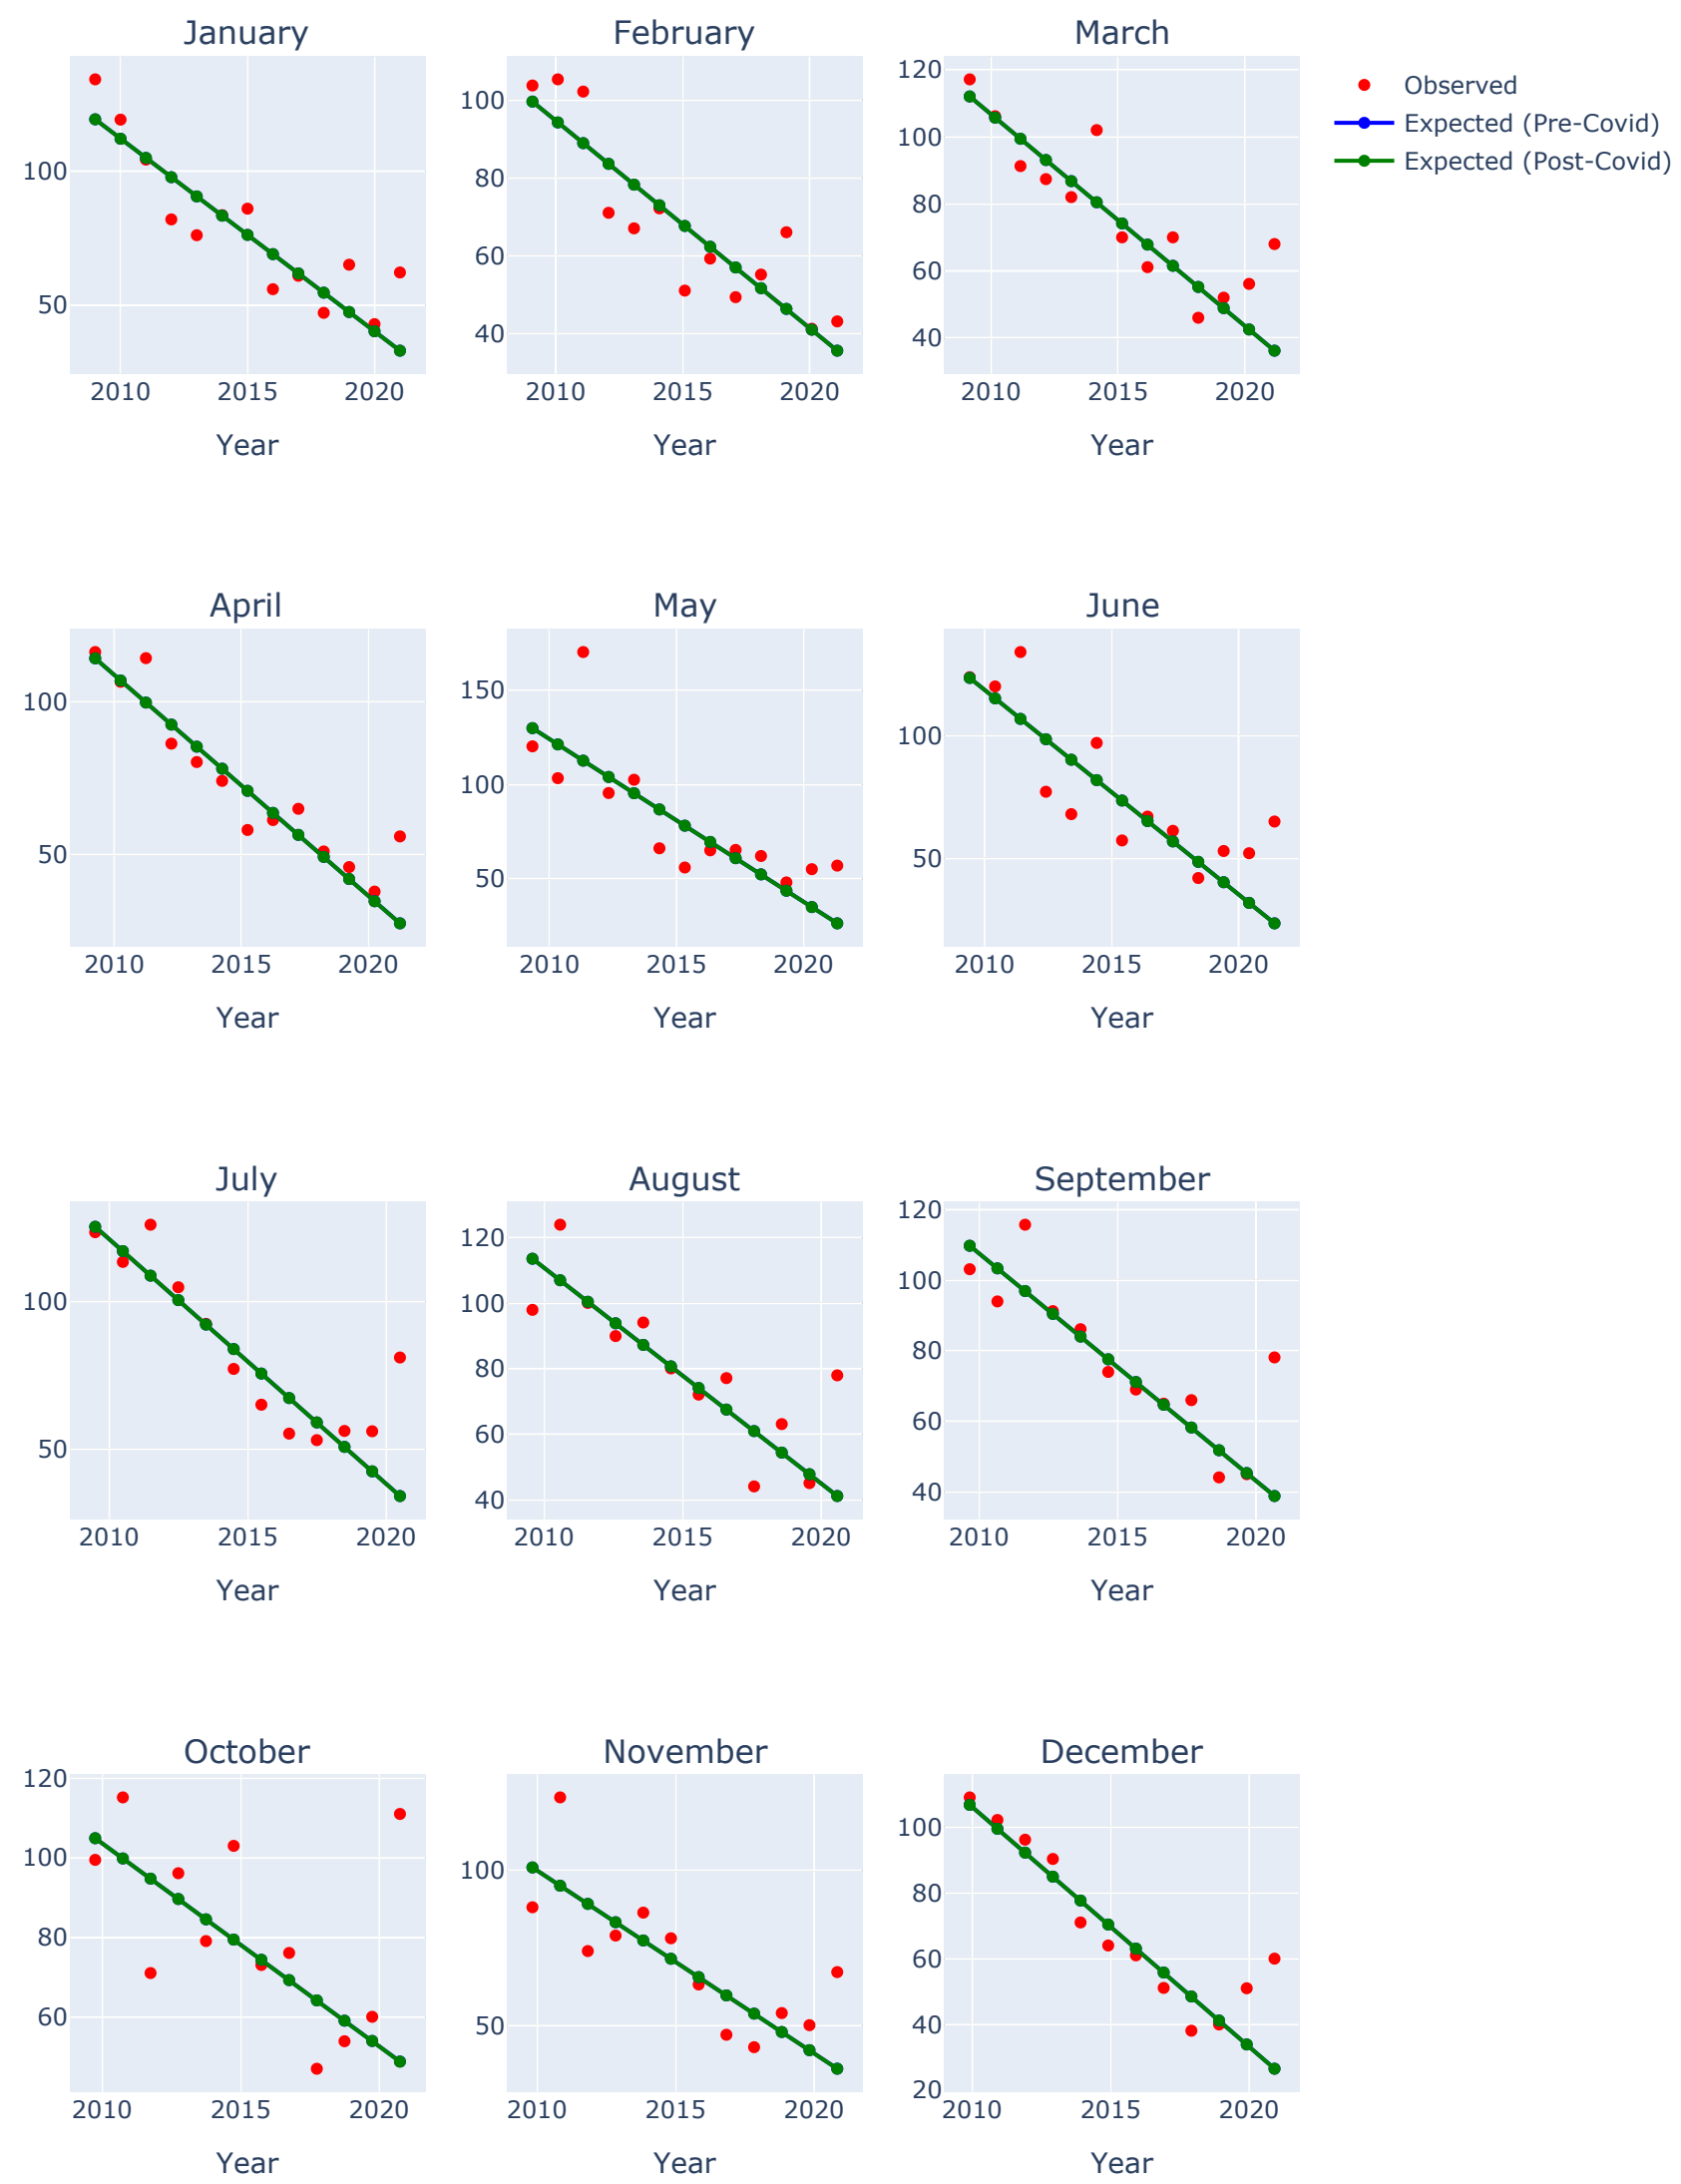 January February March
120
100 100 100
80 80
60 60
50
40 40
2010 2015 2020 2010 2015 2020 2010 2015 2020
Year Year Year
Observed
Expected (Pre-Covid)
Expected (Post-Covid)
April May June
150
100 100 100
50 50 50
2010 2015 2020 2010 2015 2020 2010 2015 2020
Year Year Year
July August September
120 120
100 100 100
80 80
60 60
50
40 40
2010 2015 2020 2010 2015 2020 2010 2015 2020
Year Year Year
October November December
120
100 100 100
80 80
60 60
50
40
20
2010 2015 2020 2010 2015 2020 2010 2015 2020
Year Year Year